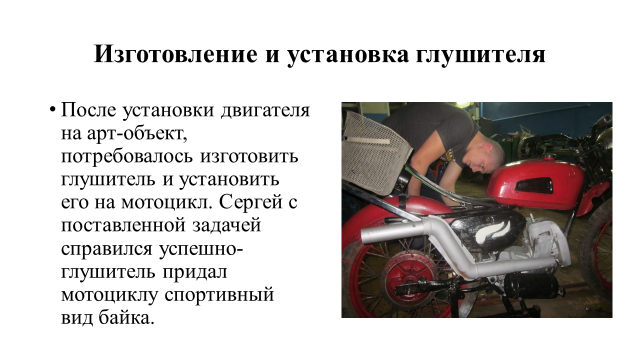 Изготовление и установка глушителя
• После установки двигателя
на арт-объект,
потребовалось изготовить
глушитель и установить
его на мотоцикл. Сергей с
поставленной задачей
справился успешно-
глушитель придал
мотоциклу спортивный
вид байка.